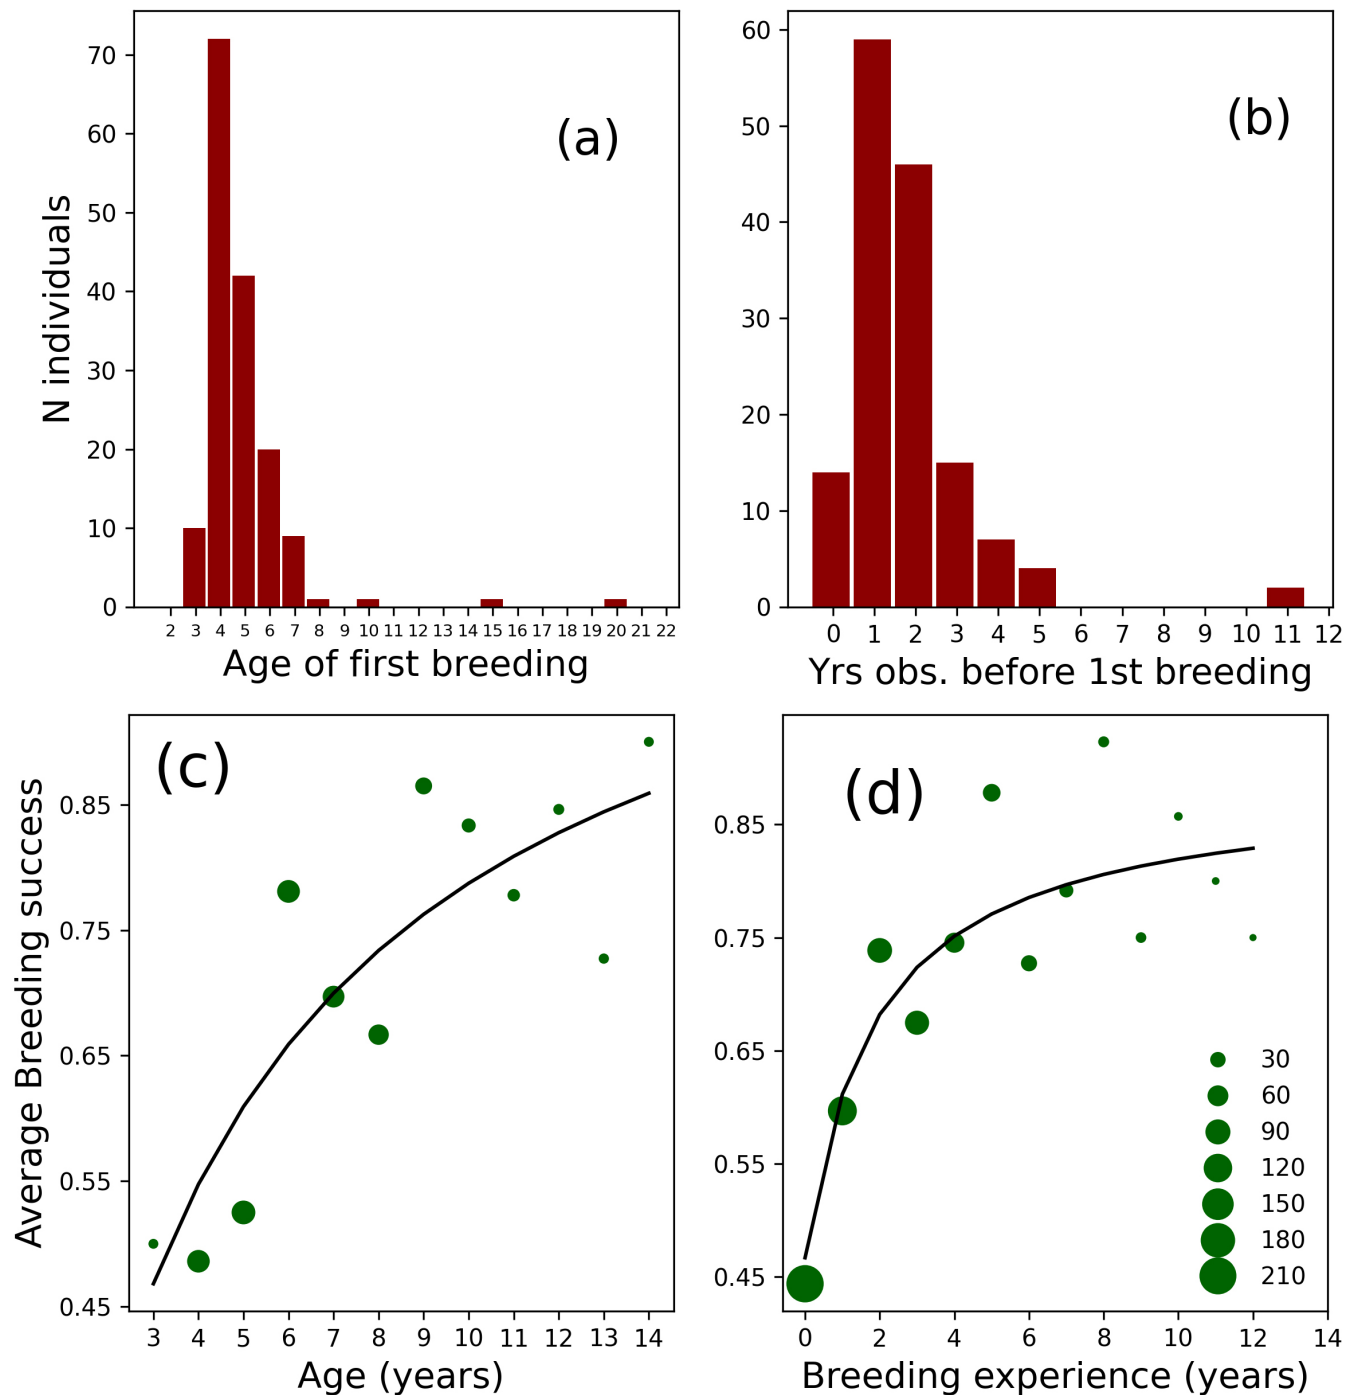 (a)
N individuals
70
60
50
40
30
20
10
0
2 3 4 5 6 7 8 9 10 11 12 13 14 15 16 17 18 19 20 21 22
Age of first breeding
(b)
60
50
40
30
20
10
0
0 1 2 3 4 5 6 7 8 9 10 11 12
Yrs obs. before 1st breeding
(c)
Average Breeding success
0.85
0.75
0.65
0.55
0.45
3 4 5 6 7 8 9 10 11 12 13 14
Age (years)
(d)
0.85
0.75
0.65
0.55
0.45
30
60
90
120
150
180
210
0 2 4 6 8 10 12 14
Breeding experience (years)